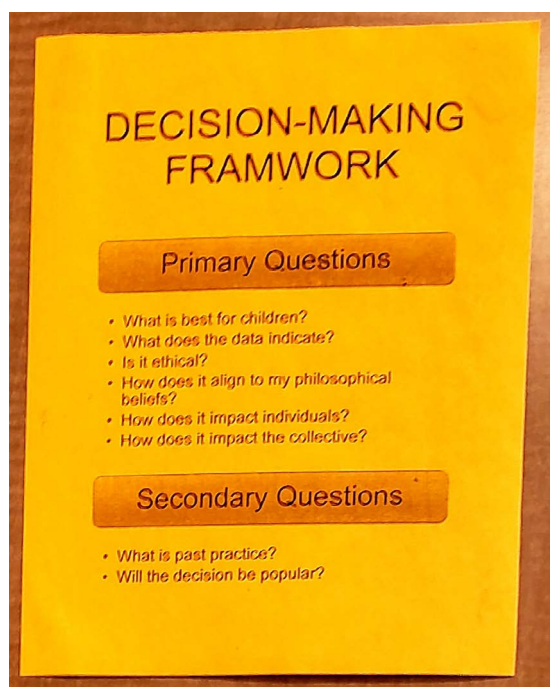 DECISION-MAKING
FRAMWORK
Primary Questions
• What is best for children?
• What does the data indicate?
• Is it ethical?
• How does it align to my philosophical
beliefs?
• How does it impact individuals?
• How does it impact the collective?
Secondary Questions
• What is past practice?
• Will the decision be popular?